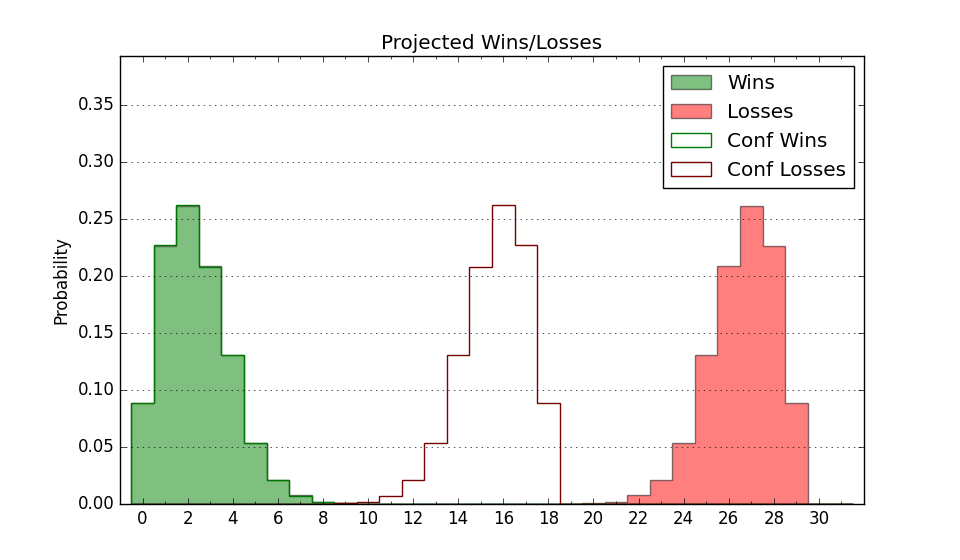 Projected Wins/Losses
Wins
Losses
Conf Wins
Conf Losses
Probability
0.35
0.30
0.25
0.20
0.15
0.10
0.05
0.00
0 2 4 6 8 10 12 14 16 18 20 22 24 26 28 30